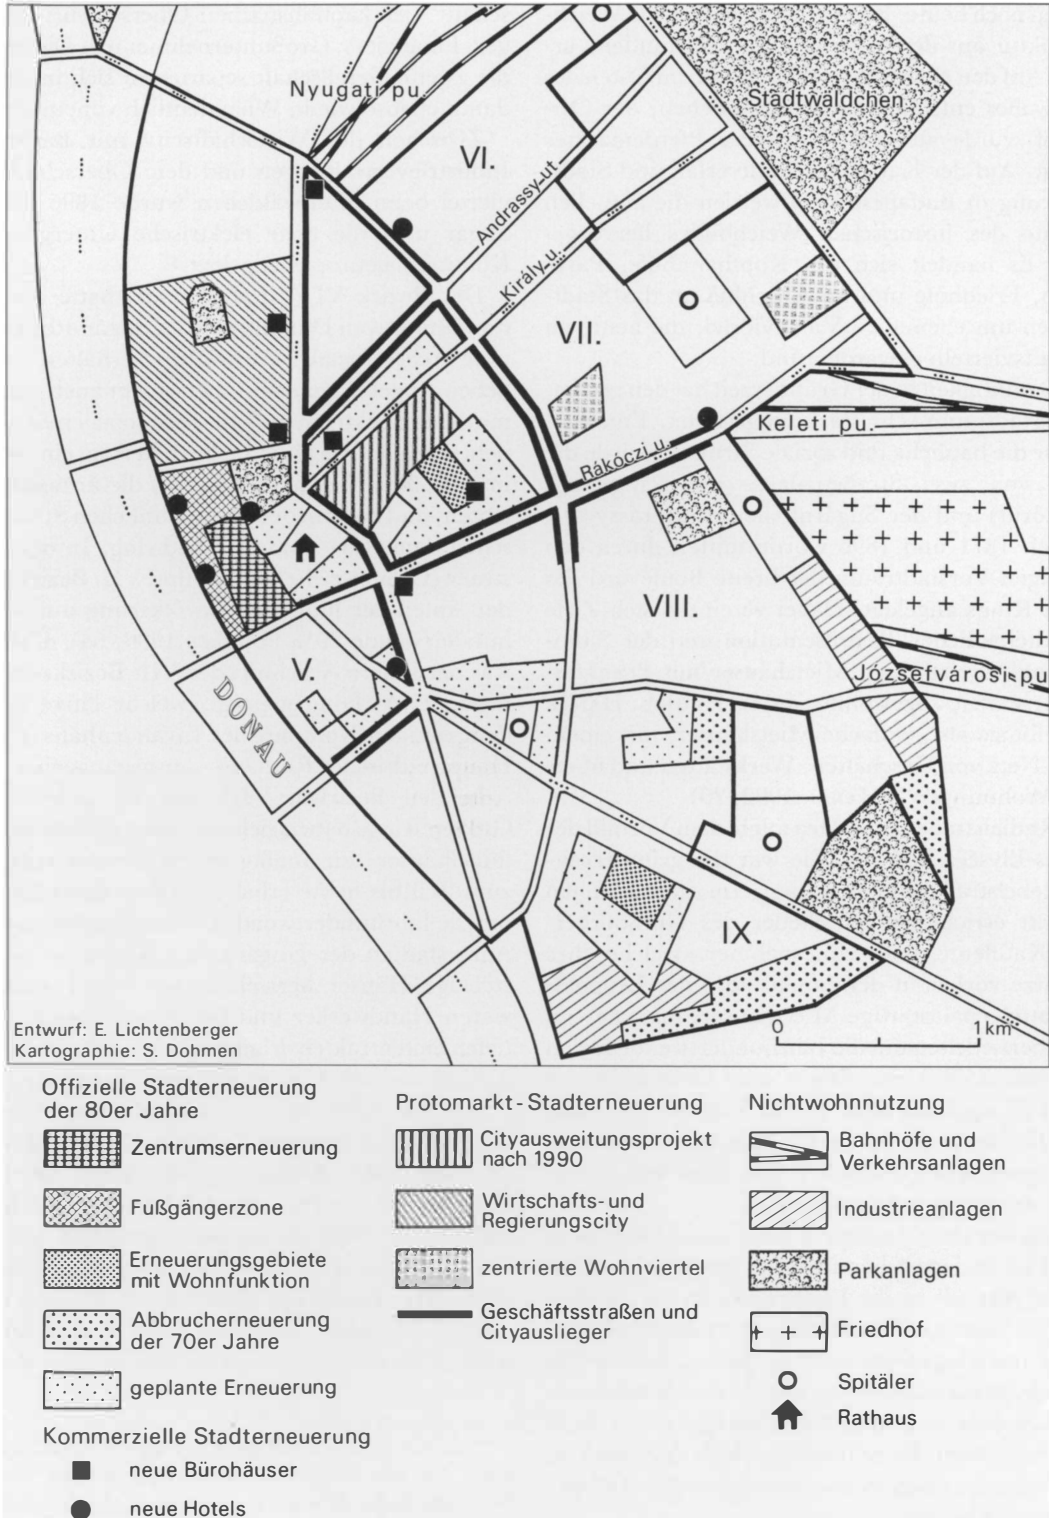 Nyugati pu.
Stadtwäldchen
VI.
Andrassy ut.
Király u.
VII.
Keleti pu.
Rákóczi u.
VIII.
Józsefvárosi pu
V.
DONAU
IX.
0 1km
Entwurf: E. Lichtenberger
Kartographie: S. Dohmen
Offizielle Stadterneuerung
der 80er Jahre
Zentrumserneuerung
Fußgängerzone
Erneuerungsgebiete
mit Wohnfunktion
Abbrucherneuerung
der 70er Jahre
geplante Erneuerung
Kommerzielle Stadterneuerung
neue Bürohäuser
neue Hotels
Protomarkt-Stadterneuerung
Cityausweitungsprojekt
nach 1990
Wirtschafts- und
Regierungscity
zentrierte Wohnviertel
Geschäftsstraßen und
Cityauslieger
Nichtwohnnutzung
Bahnhöfe und
Verkehrsanlagen
Industrieanlagen
Parkanlagen
Friedhof
Spitäler
Rathaus